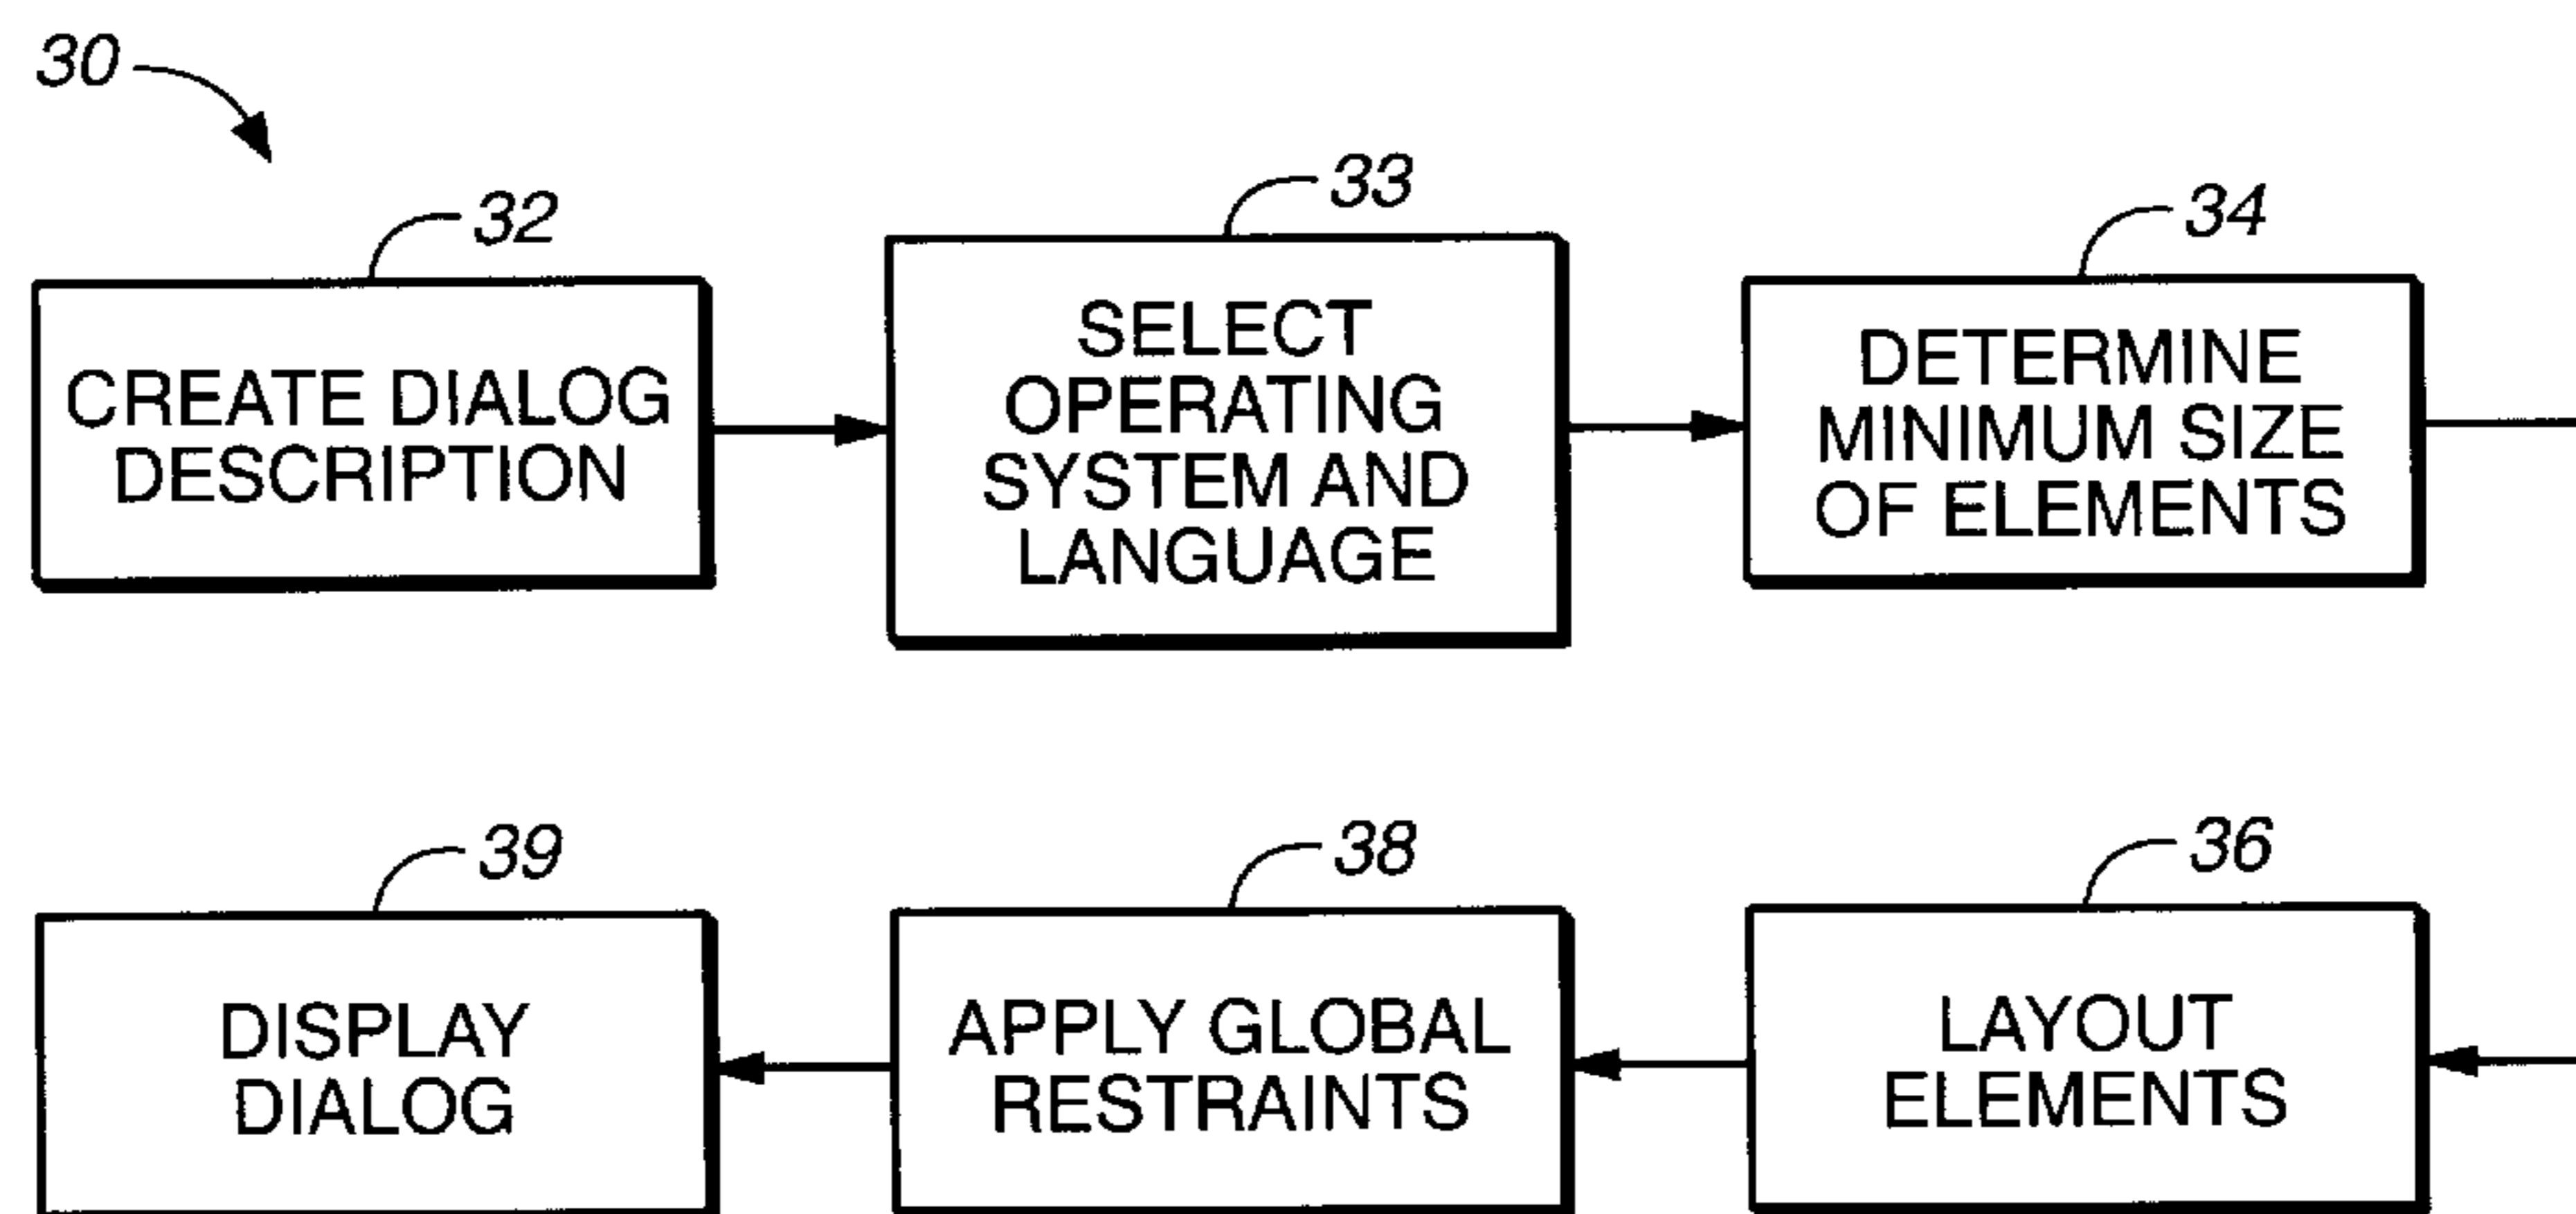 30
32
CREATE DIALOG
DESCRIPTION
33
SELECT
OPERATING
SYSTEM AND
LANGUAGE
34
DETERMINE
MINIMUM SIZE
OF ELEMENTS
36
LAYOUT
ELEMENTS
38
APPLY GLOBAL
RESTRAINTS
39
DISPLAY
DIALOG